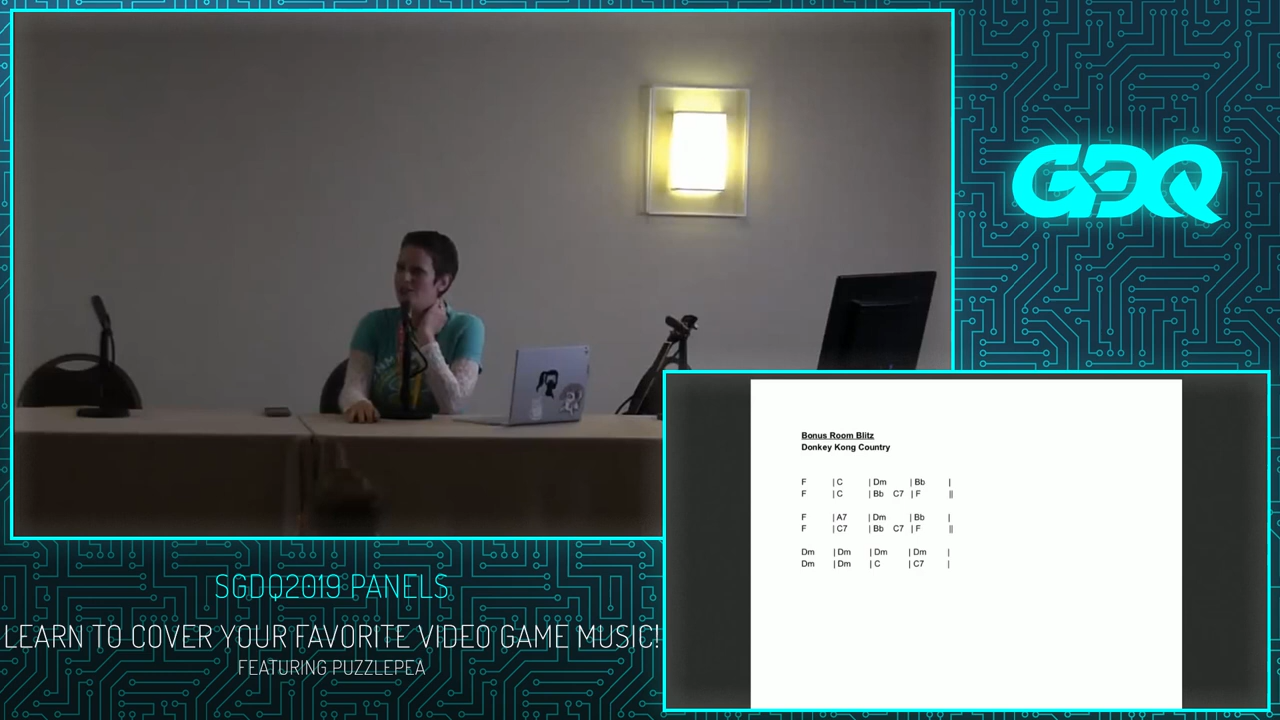 GDQ
Bonus Room Blitz
Donkey Kong Country
F | C | Dm | Bb |
F | C | Bb C7 | F ||
F | A7 | Dm | Bb |
F | C7 | Bb C7 | F ||
Dm | Dm | Dm | Dm |
Dm | Dm | C | C7 |
SGDQ2019 PANELS
LEARN TO COVER YOUR FAVORITE VIDEO GAME MUSIC!
FEATURING PUZZLEPEA